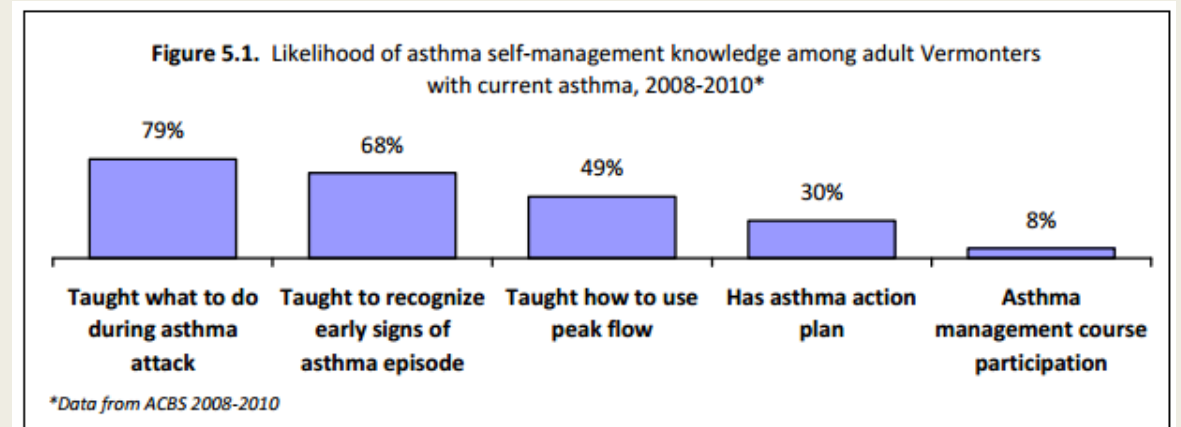 Figure 5.1. Likelihood of asthma self-management knowledge among adult Vermonters
with current asthma, 2008-2010*
79%
68%
49%
30%
8%
Taught what to do
during asthma
attack
Taught to recognize
early signs of
asthma episode
Taught how to use
peak flow
Has asthma action
plan
Asthma
management course
participation
*Data from ACBS 2008-2010